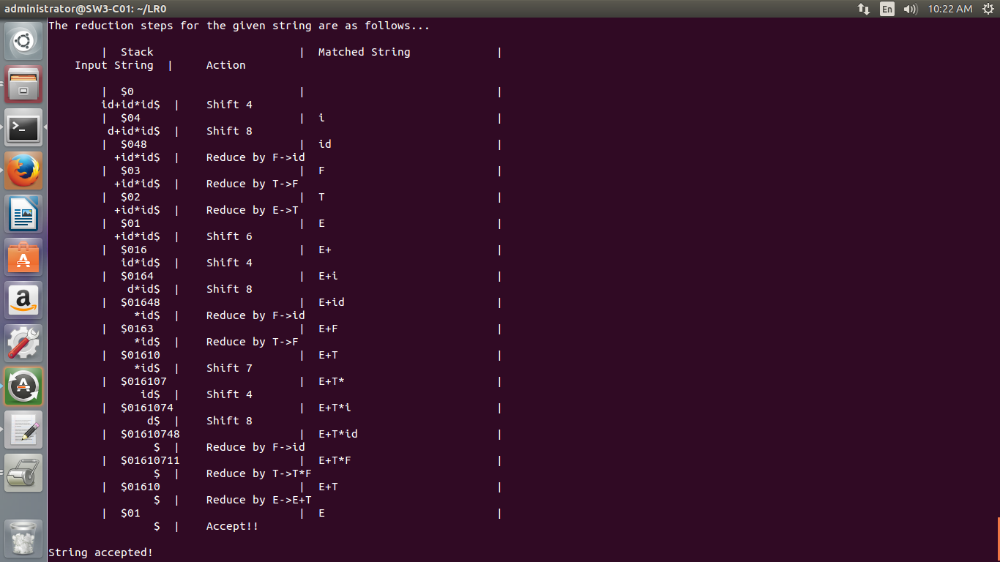 administrator@SW3-C01: ~/LR0
En
10:22 AM
The reduction steps for the given string are as follows...
| Stack | Matched String |
Input String | Action
| $0 | |
id+id*id$ | Shift 4
| $04 | i |
d+id*id$ | Shift 8
| $048 | id |
+id*id$ | Reduce by F->id
| $03 | F |
+id*id$ | Reduce by T->F
| $02 | T |
+id*id$ | Reduce by E->T
| $01 | E |
+id*id$ | Shift 6
| $016 | E+ |
id*id$ | Shift 4
| $0164 | E+i |
d*id$ | Shift 8
| $01648 | E+id |
*id$ | Reduce by F->id
| $0163 | E+F |
*id$ | Reduce by T->F
| $01610 | E+T |
*id$ | Shift 7
| $016107 | E+T* |
id$ | Shift 4
| $0161074 | E+T*i |
d$ | Shift 8
| $01610748 | E+T*id |
$ | Reduce by F->id
| $01610711 | E+T*F |
$ | Reduce by T->T*F
| $01610 | E+T |
$ | Reduce by E->E+T
| $01 | E |
$ | Accept!!
String accepted!